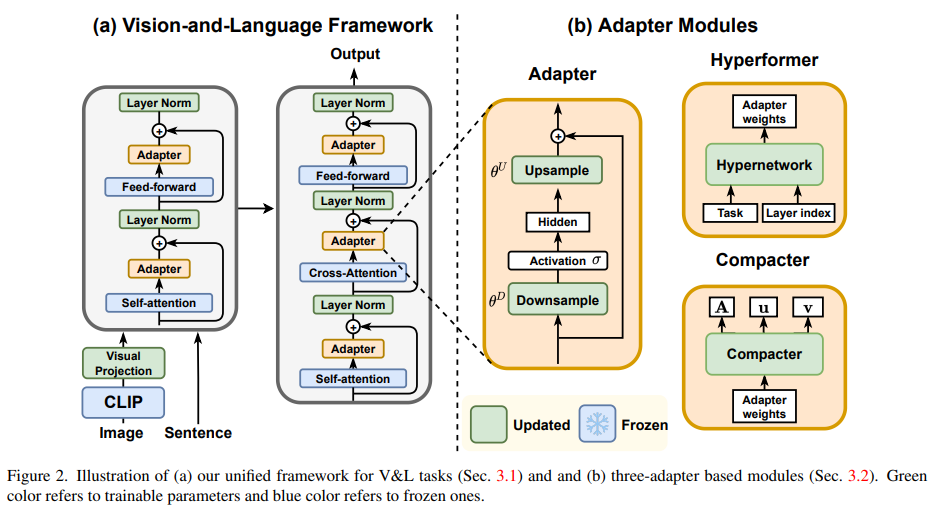 (a) Vision-and-Language Framework
(b) Adapter Modules
Output
Layer Norm
+
Adapter
Feed-forward
Layer Norm
+
Adapter
Self-attention
Visual
Projection
CLIP
Image
Sentence
Layer Norm
+
Adapter
Feed-forward
Layer Norm
+
Adapter
Cross-Attention
Layer Norm
+
Adapter
Self-attention
Adapter
+
θ^U
Upsample
Hidden
Activation σ
θ^D
Downsample
Updated
Frozen
Hyperformer
Adapter
weights
Hypernetwork
Task
Layer index
Compacter
A
u
v
Compacter
Adapter
weights
Figure 2. Illustration of (a) our unified framework for V&L tasks (Sec. 3.1) and and (b) three-adapter based modules (Sec. 3.2). Green
color refers to trainable parameters and blue color refers to frozen ones.